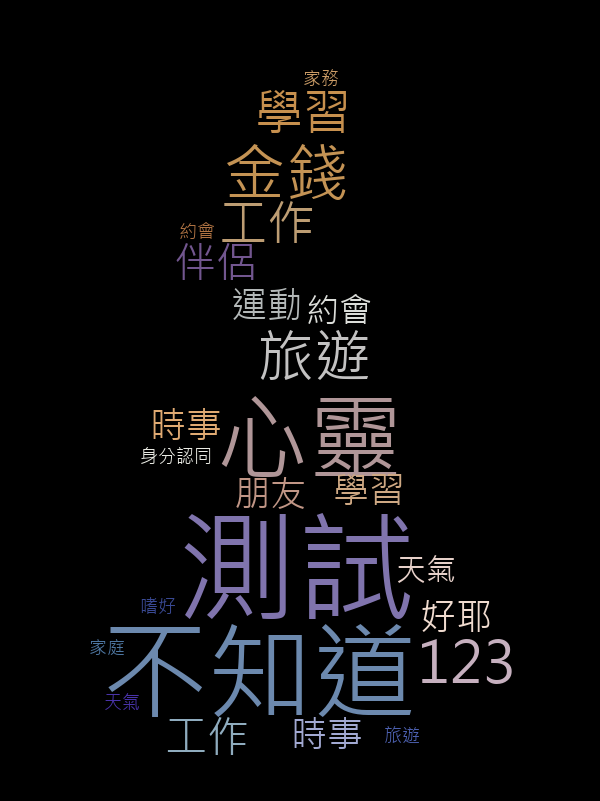 家務
學習
金錢
工作
約會
伴侶
運動 約會
旅遊
心靈
時事
身分認同
朋友 學習
測試
天氣
嗜好 好耶
不知道 123
家庭
天氣
工作 時事 旅遊